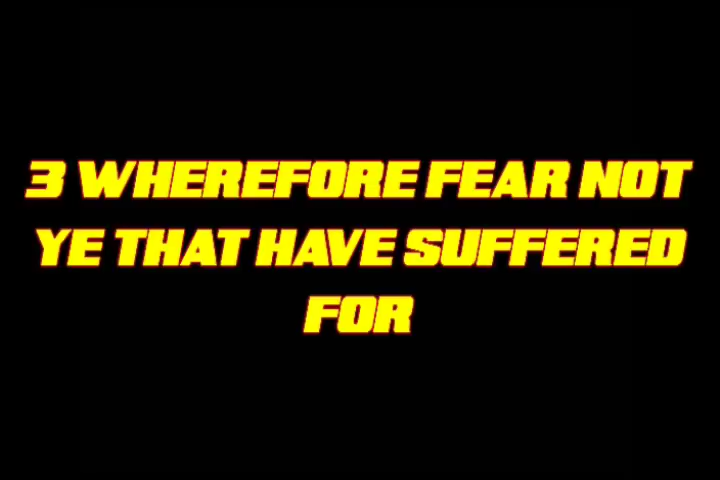 3 WHEREFORE FEAR NOT
YE THAT HAVE SUFFERED
FOR